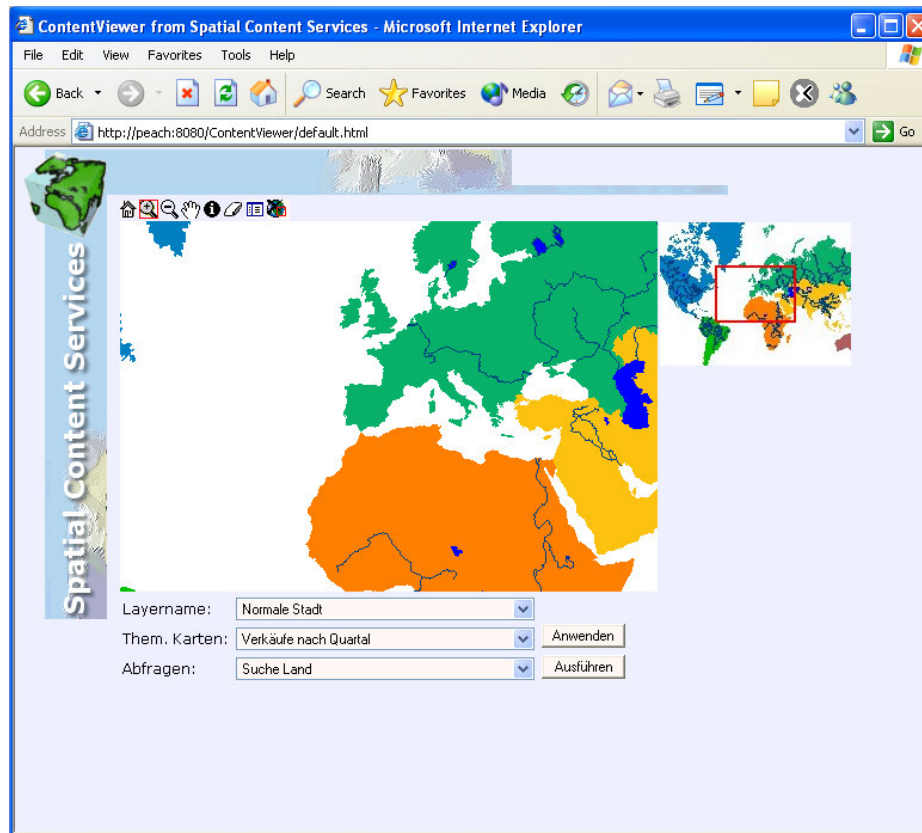 ContentViewer from Spatial Content Services - Microsoft Internet Explorer
File Edit View Favorites Tools Help
Back Search Favorites Media
Address http://peach:8080/ContentViewer/default.html Go
Spatial Content Services
Layername: Normale Stadt
Them. Karten: Verkäufe nach Quartal Anwenden
Abfragen: Suche Land Ausführen